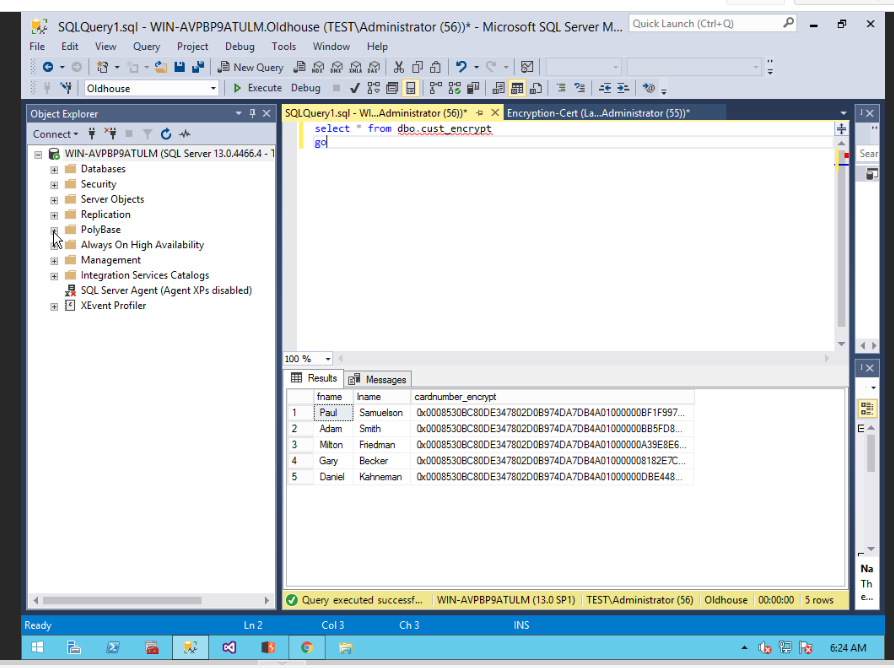 SQLQuery1.sql - WIN-AVPBP9ATULM.Oldhouse (TEST\Administrator (56))* - Microsoft SQL Server M... Quick Launch (Ctrl+Q)
File Edit View Query Project Debug Tools Window Help
New Query
Oldhouse Execute Debug
Object Explorer
Connect
WIN-AVPBP9ATULM (SQL Server 13.0.4466.4 - T
Databases
Security
Server Objects
Replication
PolyBase
Always On High Availability
Management
Integration Services Catalogs
SQL Server Agent (Agent XPs disabled)
XEvent Profiler
SQLQuery1.sql - WI...Administrator (56))* Encryption-Cert (La...Administrator (55))*
select * from dbo.cust_encrypt
go
Sear
100 %
Results Messages
fname lname cardnumber_encrypt
1 Paul Samuelson 0x0008530BC80DE347802D0B974DA7DB4A01000000BF1F997...
2 Adam Smith 0x0008530BC80DE347802D0B974DA7DB4A01000000BB5FD8...
3 Milton Friedman 0x0008530BC80DE347802D0B974DA7DB4A01000000A39E8E6...
4 Gary Becker 0x0008530BC80DE347802D0B974DA7DB4A010000008182E7C...
5 Daniel Kahneman 0x0008530BC80DE347802D0B974DA7DB4A01000000DBE448...
Na
Th
e...
Query executed successf... WIN-AVPBP9ATULM (13.0 SP1) TEST\Administrator (56) Oldhouse 00:00:00 5 rows
Ready Ln 2 Col 3 Ch 3 INS
6:24 AM